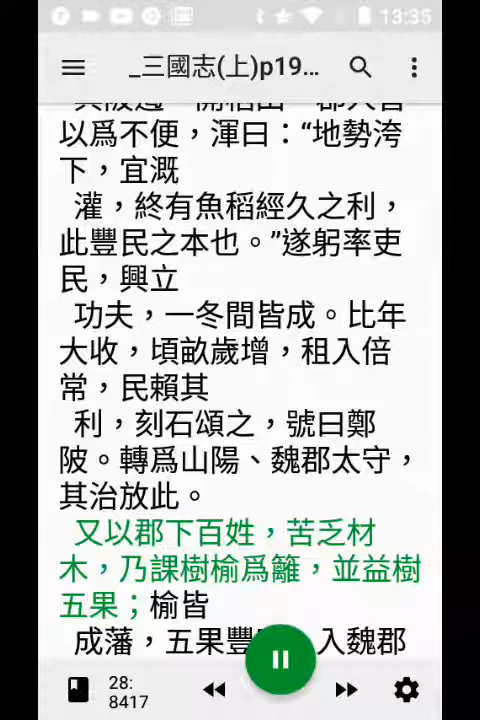 13:35
_三國志(上)p19...
以爲不便，渾曰：“地勢洿
下，宜溉
灌，終有魚稻經久之利，
此豐民之本也。”遂躬率吏
民，興立
功夫，一冬間皆成。比年
大收，頃畝歲增，租入倍
常，民賴其
利，刻石頌之，號曰鄭
陂。轉爲山陽、魏郡太守，
其治放此。
又以郡下百姓，苦乏材
木，乃課樹榆爲籬，並益樹
五果；榆皆
成藩，五果豐 入魏郡
28:
8417